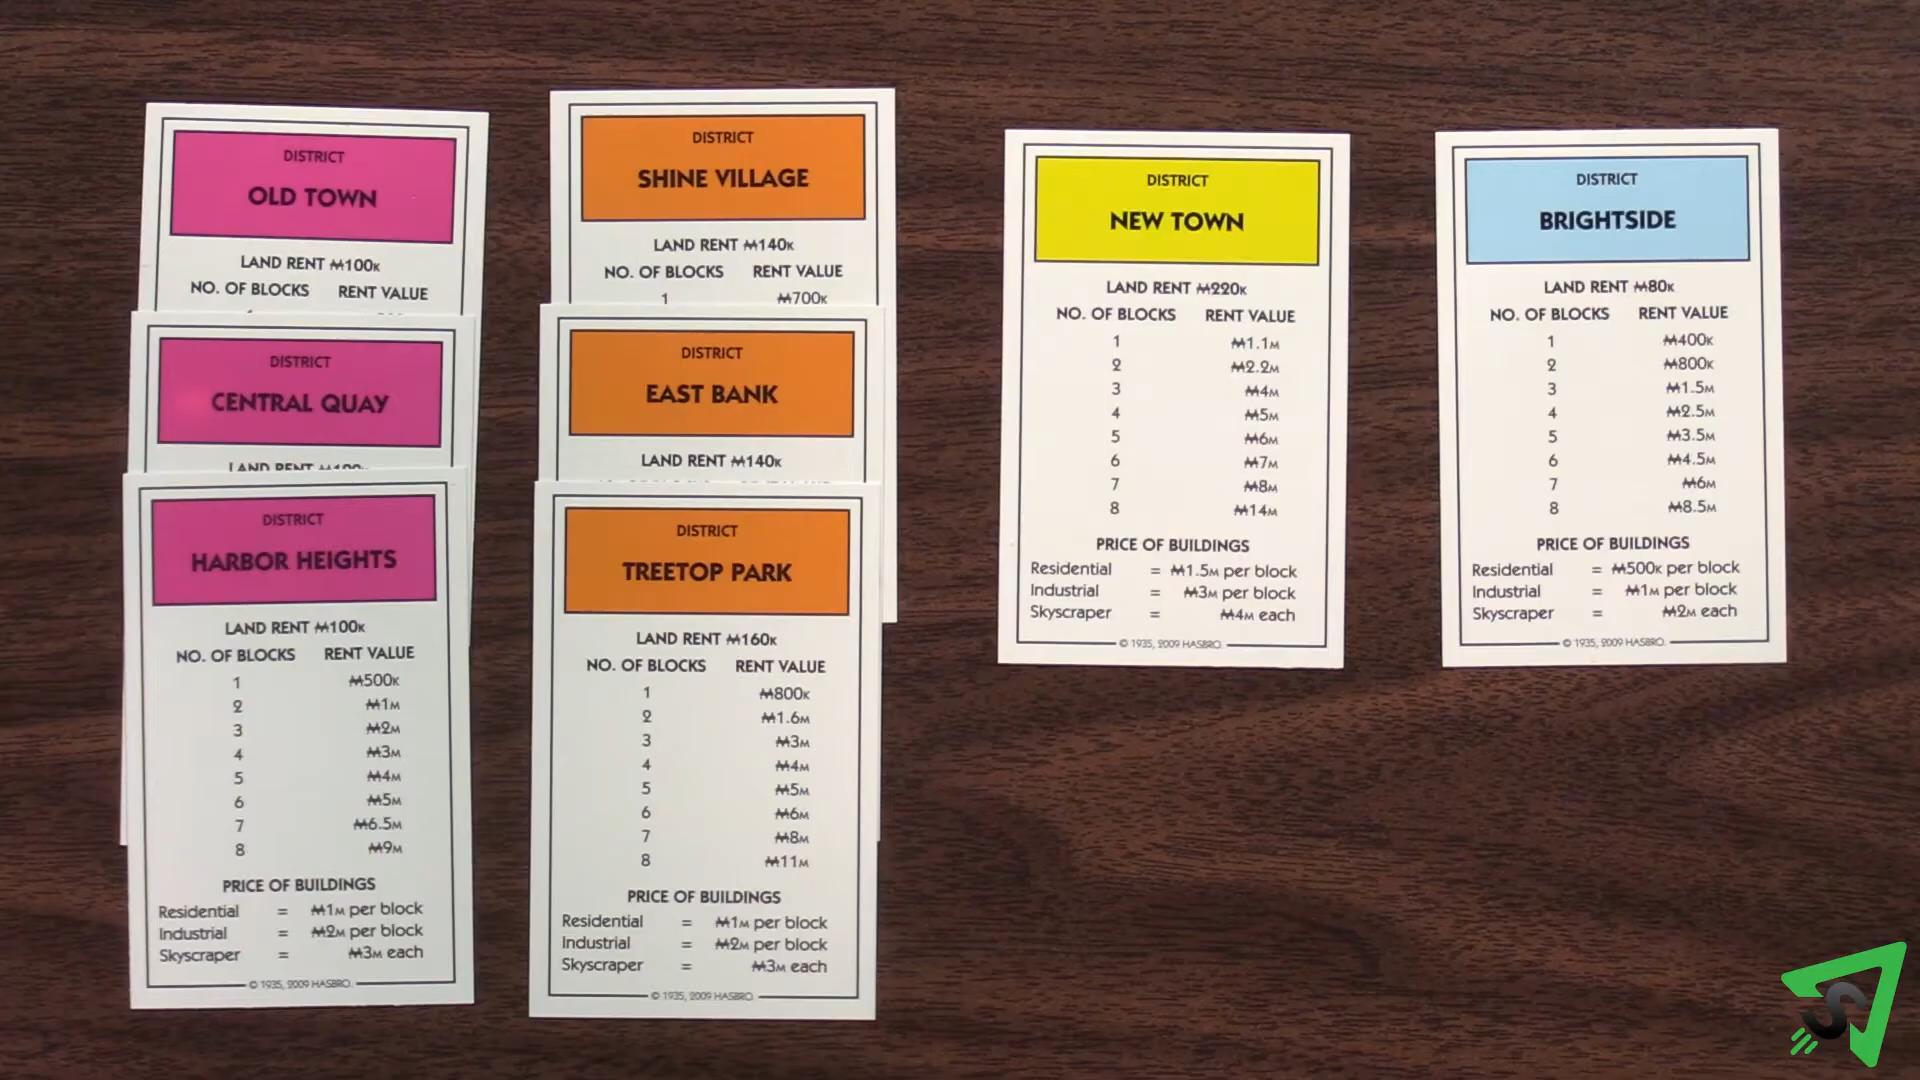 DISTRICT
OLD TOWN
LAND RENT ₩100K
NO. OF BLOCKS RENT VALUE
DISTRICT
CENTRAL QUAY
LAND RENT
DISTRICT
HARBOR HEIGHTS
LAND RENT ₩100K
NO. OF BLOCKS RENT VALUE
1 ₩500K
2 ₩1M
3 ₩2M
4 ₩3M
5 ₩4M
6 ₩5M
7 ₩6.5M
8 ₩9M
PRICE OF BUILDINGS
Residential = ₩1M per block
Industrial = ₩2M per block
Skyscraper = ₩3M each
© 1935, 2009 HASBRO.
DISTRICT
SHINE VILLAGE
LAND RENT ₩140K
NO. OF BLOCKS RENT VALUE
1 ₩700K
DISTRICT
EAST BANK
LAND RENT ₩140K
DISTRICT
TREETOP PARK
LAND RENT ₩160K
NO. OF BLOCKS RENT VALUE
1 ₩800K
2 ₩1.6M
3 ₩3M
4 ₩4M
5 ₩5M
6 ₩6M
7 ₩8M
8 ₩11M
PRICE OF BUILDINGS
Residential = ₩1M per block
Industrial = ₩2M per block
Skyscraper = ₩3M each
© 1935, 2009 HASBRO.
DISTRICT
NEW TOWN
LAND RENT ₩220K
NO. OF BLOCKS RENT VALUE
1 ₩1.1M
2 ₩2.2M
3 ₩4M
4 ₩5M
5 ₩6M
6 ₩7M
7 ₩8M
8 ₩14M
PRICE OF BUILDINGS
Residential = ₩1.5M per block
Industrial = ₩3M per block
Skyscraper = ₩4M each
© 1935, 2009 HASBRO.
DISTRICT
BRIGHTSIDE
LAND RENT ₩80K
NO. OF BLOCKS RENT VALUE
1 ₩400K
2 ₩800K
3 ₩1.5M
4 ₩2.5M
5 ₩3.5M
6 ₩4.5M
7 ₩6M
8 ₩8.5M
PRICE OF BUILDINGS
Residential = ₩500K per block
Industrial = ₩1M per block
Skyscraper = ₩2M each
© 1935, 2009 HASBRO.
S